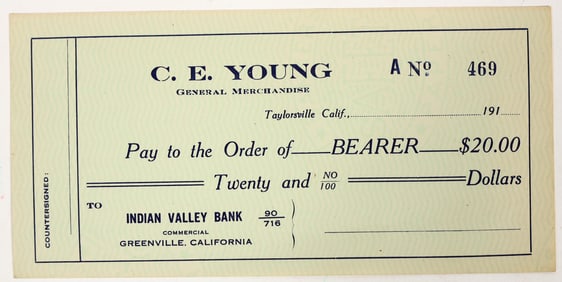 C. E. YOUNG
GENERAL MERCHANDISE
A Nº 469
Taylorsville Calif., 191
Pay to the Order of BEARER $20.00
Twenty and NO/100 Dollars
TO
INDIAN VALLEY BANK 90/716
COMMERCIAL
GREENVILLE, CALIFORNIA
COUNTERSIGNED: